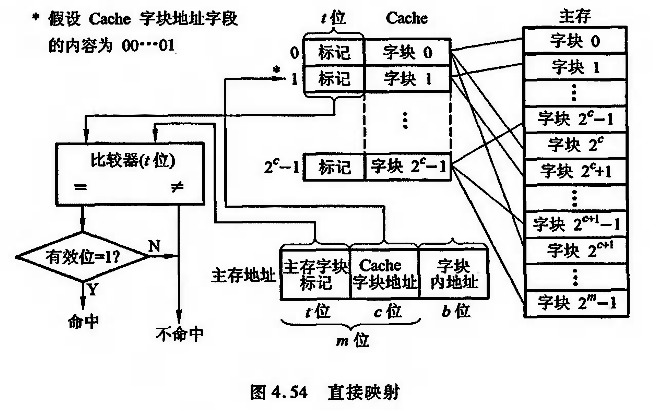 * 假设 Cache 字块地址字段
的内容为 00…01
t 位
Cache
主存
0 标记 字块 0
* 1 标记 字块 1
⋮
2^c−1 标记 字块 2^c−1
字块 0
字块 1
⋮
字块 2^c−1
字块 2^c
字块 2^c+1
⋮
字块 2^{c+1}−1
字块 2^{c+1}
⋮
字块 2^m−1
比较器(t 位)
= ≠
有效位=1?
N
Y
命中
不命中
主存地址
主存字块
标记
Cache
字块地址
字块
内地址
t 位 c 位 b 位
m 位
图 4.54 直接映射